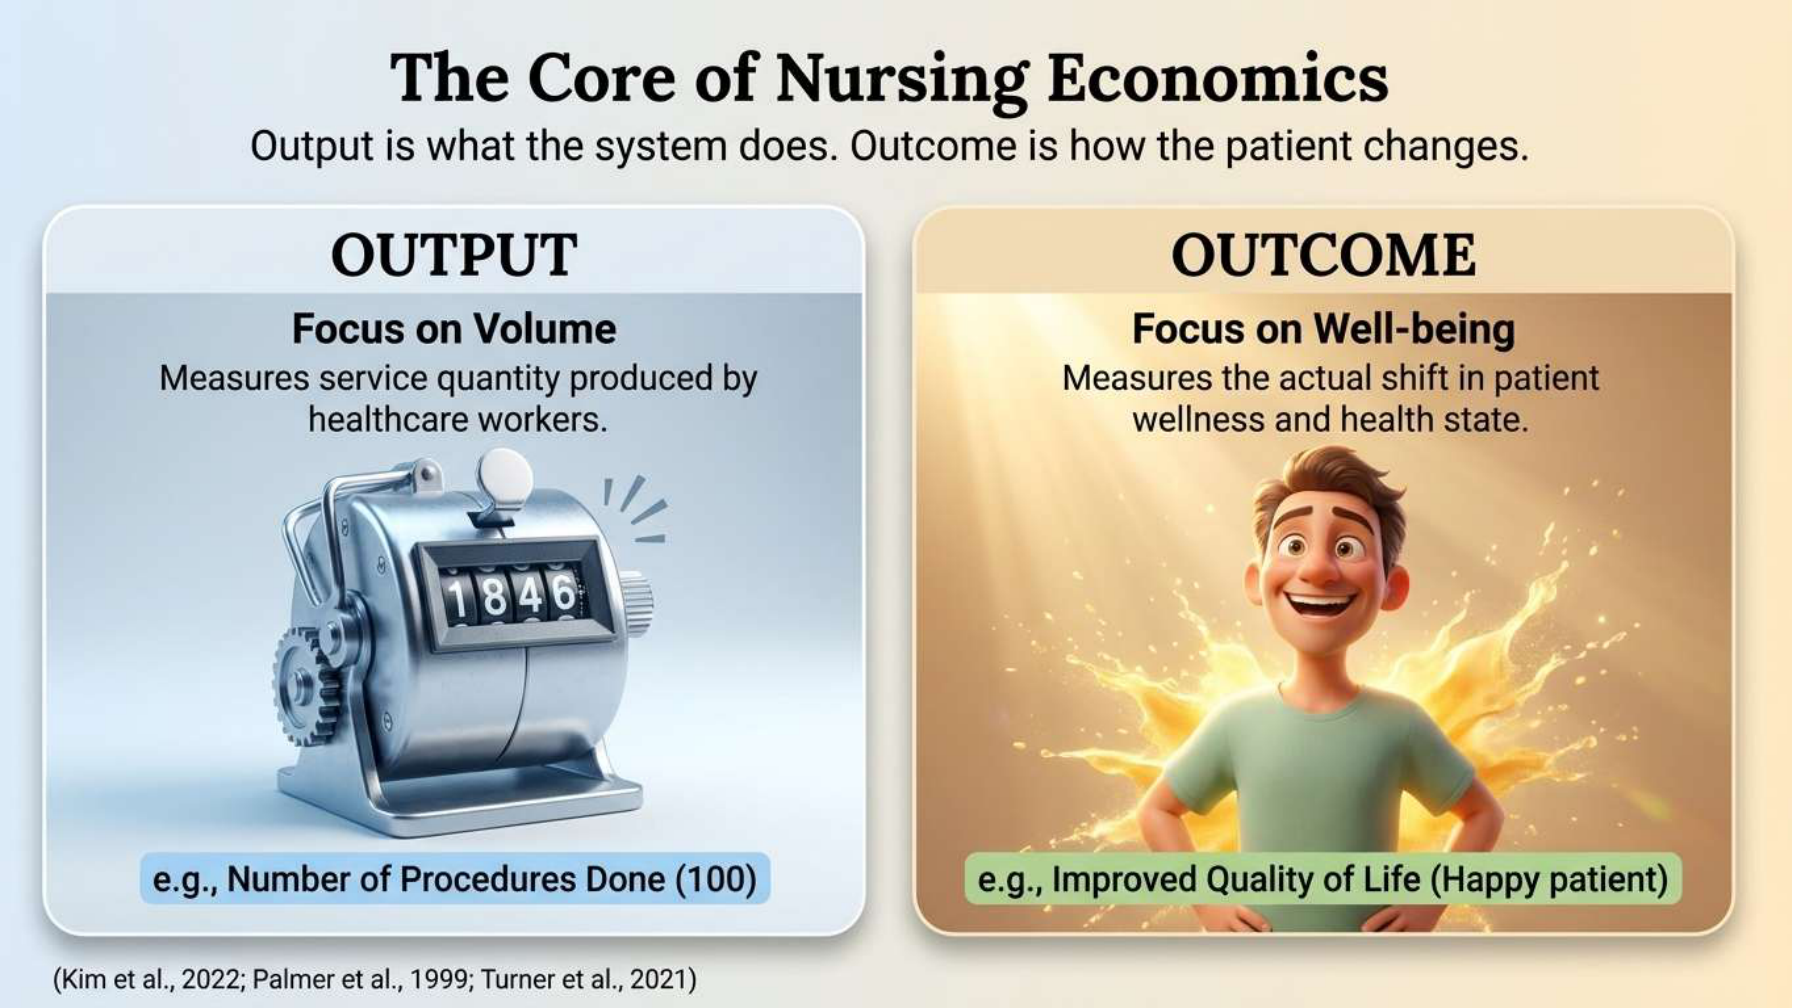 The Core of Nursing Economics
Output is what the system does. Outcome is how the patient changes.
OUTPUT
Focus on Volume
Measures service quantity produced by
healthcare workers.
1846
e.g., Number of Procedures Done (100)
OUTCOME
Focus on Well-being
Measures the actual shift in patient
wellness and health state.
e.g., Improved Quality of Life (Happy patient)
(Kim et al., 2022; Palmer et al., 1999; Turner et al., 2021)